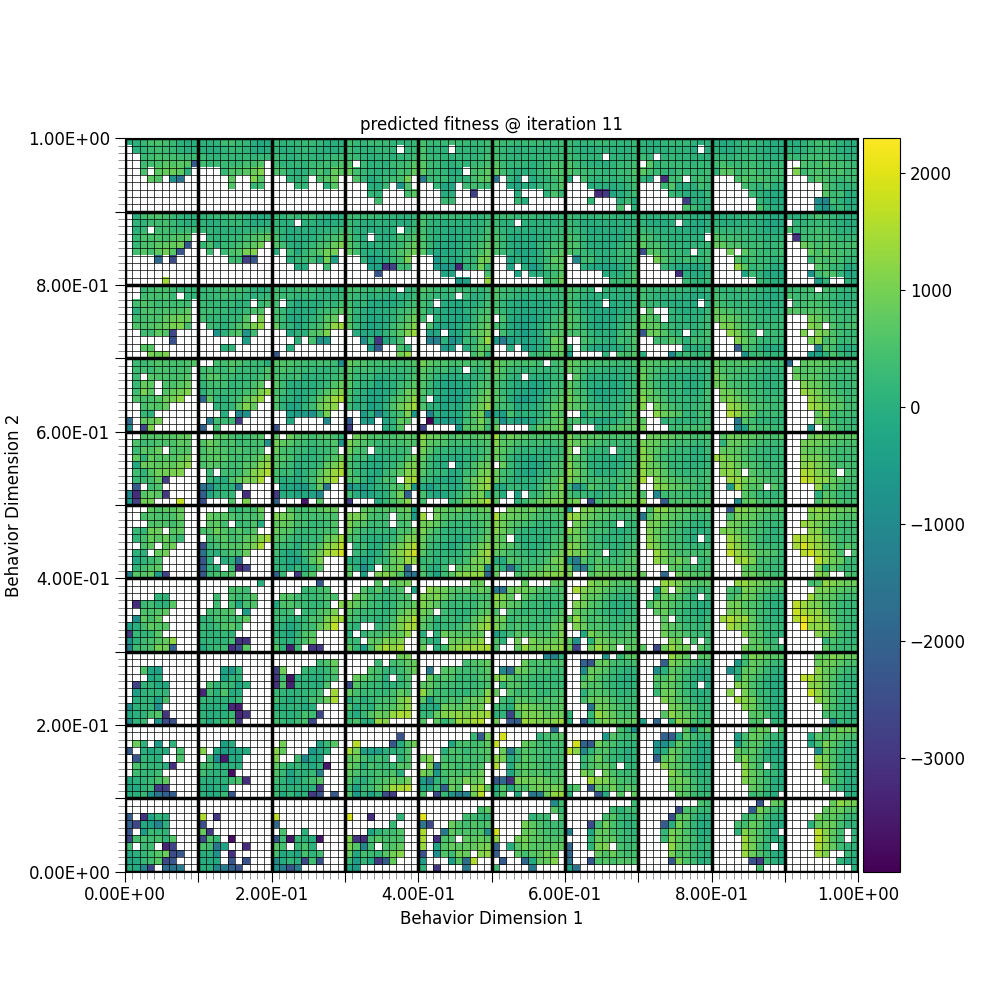 predicted fitness @ iteration 11
1.00E+00
8.00E-01
6.00E-01
4.00E-01
2.00E-01
0.00E+00
Behavior Dimension 2
0.00E+00 2.00E-01 4.00E-01 6.00E-01 8.00E-01 1.00E+00
Behavior Dimension 1
2000
1000
0
−1000
−2000
−3000